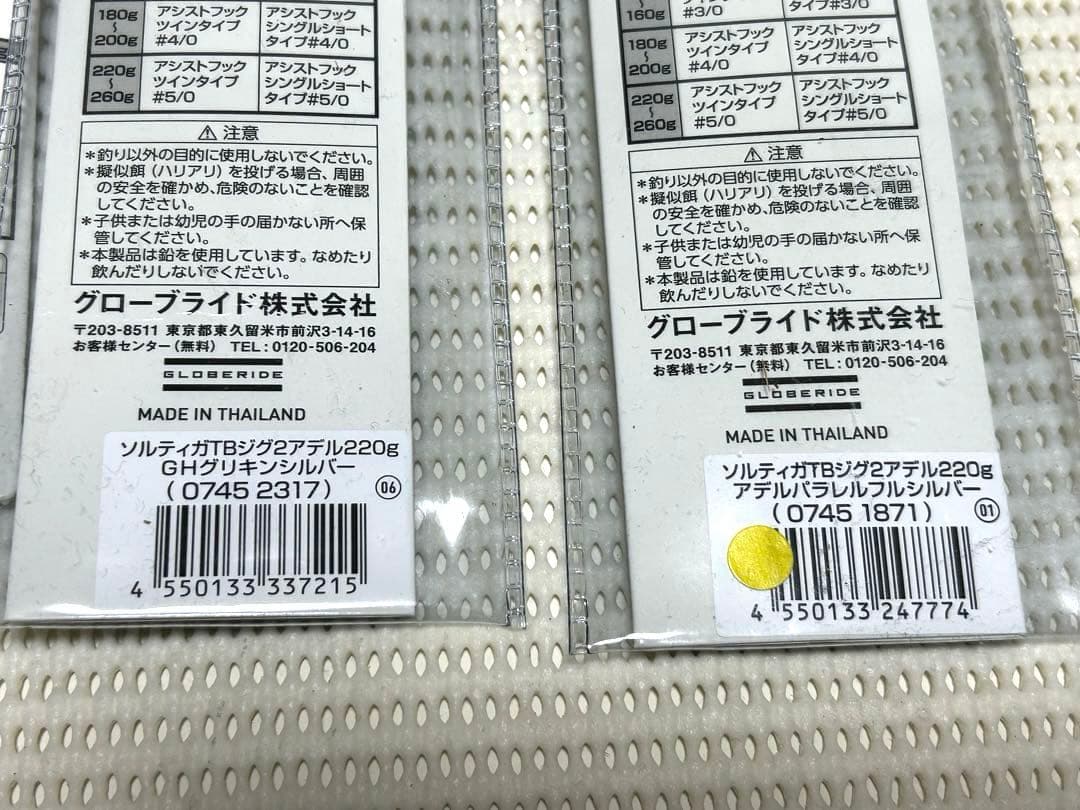 180g
～
200g
アシストフック
ツインタイプ
#4/0
アシストフック
シングルショート
タイプ#4/0
220g
～
260g
アシストフック
ツインタイプ
#5/0
アシストフック
シングルショート
タイプ#5/0
⚠ 注意
*釣り以外の目的に使用しないでください。
*擬似餌（ハリアリ）を投げる場合、周囲
の安全を確かめ、危険のないことを確認
してください。
*子供または幼児の手の届かない所へ保
管してください。
*本製品は鉛を使用しています。なめたり
飲んだりしないでください。
グローブライド株式会社
〒203-8511 東京都東久留米市前沢3-14-16
お客様センター（無料） TEL：0120-506-204
GLOBERIDE
MADE IN THAILAND
ソルティガTBジグ2アデル220g
GHグリキンシルバー
（0745 2317） 06
4 550133 337215
～
160g
#3/0
タイプ#3/0
180g
～
200g
アシストフック
ツインタイプ
#4/0
アシストフック
シングルショート
タイプ#4/0
220g
～
260g
アシストフック
ツインタイプ
#5/0
アシストフック
シングルショート
タイプ#5/0
⚠ 注意
*釣り以外の目的に使用しないでください。
*擬似餌（ハリアリ）を投げる場合、周囲
の安全を確かめ、危険のないことを確認
してください。
*子供または幼児の手の届かない所へ保
管してください。
*本製品は鉛を使用しています。なめたり
飲んだりしないでください。
グローブライド株式会社
〒203-8511 東京都東久留米市前沢3-14-16
お客様センター（無料） TEL：0120-506-204
GLOBERIDE
MADE IN THAILAND
ソルティガTBジグ2アデル220g
アデルパラレルフルシルバー
（0745 1871） 01
4 550133 247774